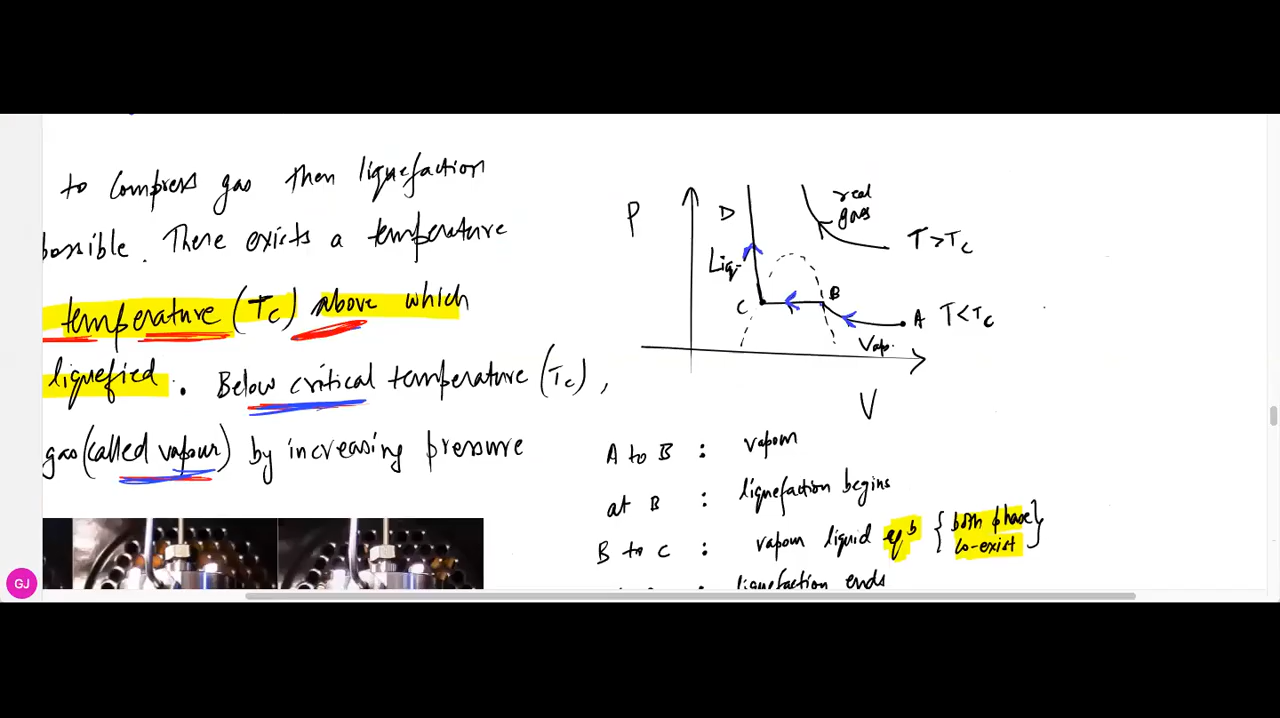 to compress gas then liquefaction
possible. There exists a temperature
temperature (Tc) above which
liquefied. Below critical temperature (Tc),
gas (called vapour) by increasing pressure
P
D
real
gas
T>Tc
Liq.
C
B
A T<Tc
Vap.
V
A to B : vapour
at B : liquefaction begins
B to C : vapour liquid eqb { both phase
co-exist }
liquefaction ends
GJ